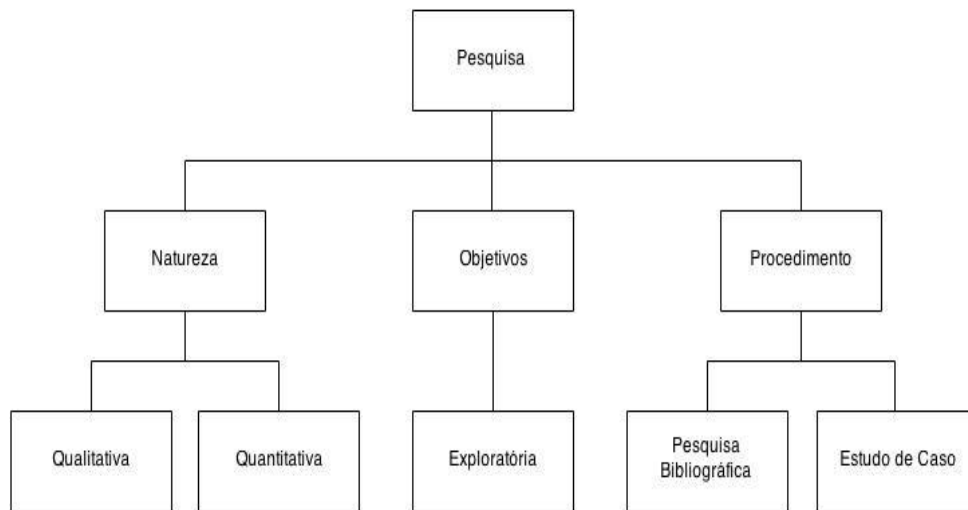 Pesquisa
Natureza
Objetivos
Procedimento
Qualitativa
Quantitativa
Exploratória
Pesquisa
Bibliográfica
Estudo de Caso